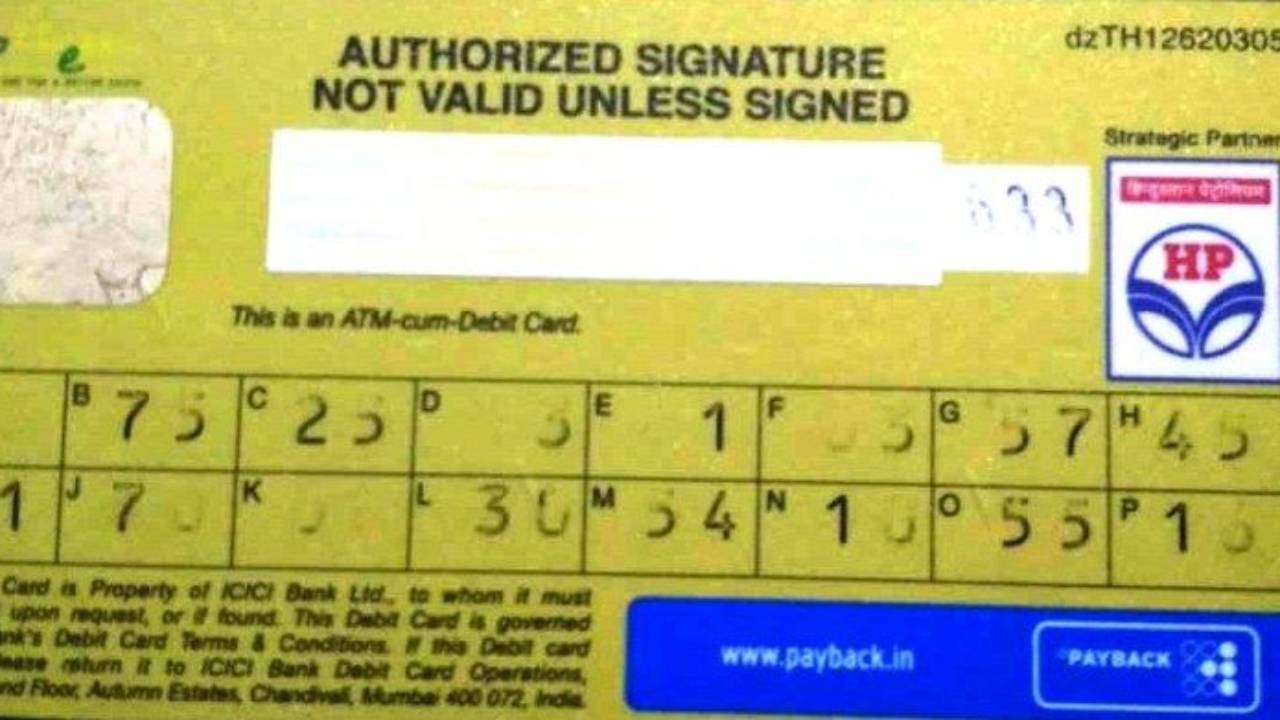 AUTHORIZED SIGNATURE
NOT VALID UNLESS SIGNED
dzTH12620305
Strategic Partner
हिन्दुस्तान पेट्रोलियम
HP
This is an ATM-cum-Debit Card.
B 75 C 25 D E 1 F G 57 H 45
1 J K L M 54 N O 55 P
Card is Property of ICICI Bank Ltd., to whom it must
upon request, or if found. This Debit Card is governed
Debit Card Terms & Conditions. If this Debit card
return it to ICICI Bank Debit Card Operations,
Floor, Autumn Estates, Chandivali, Mumbai 400 072, India.
www.payback.in
PAYBACK